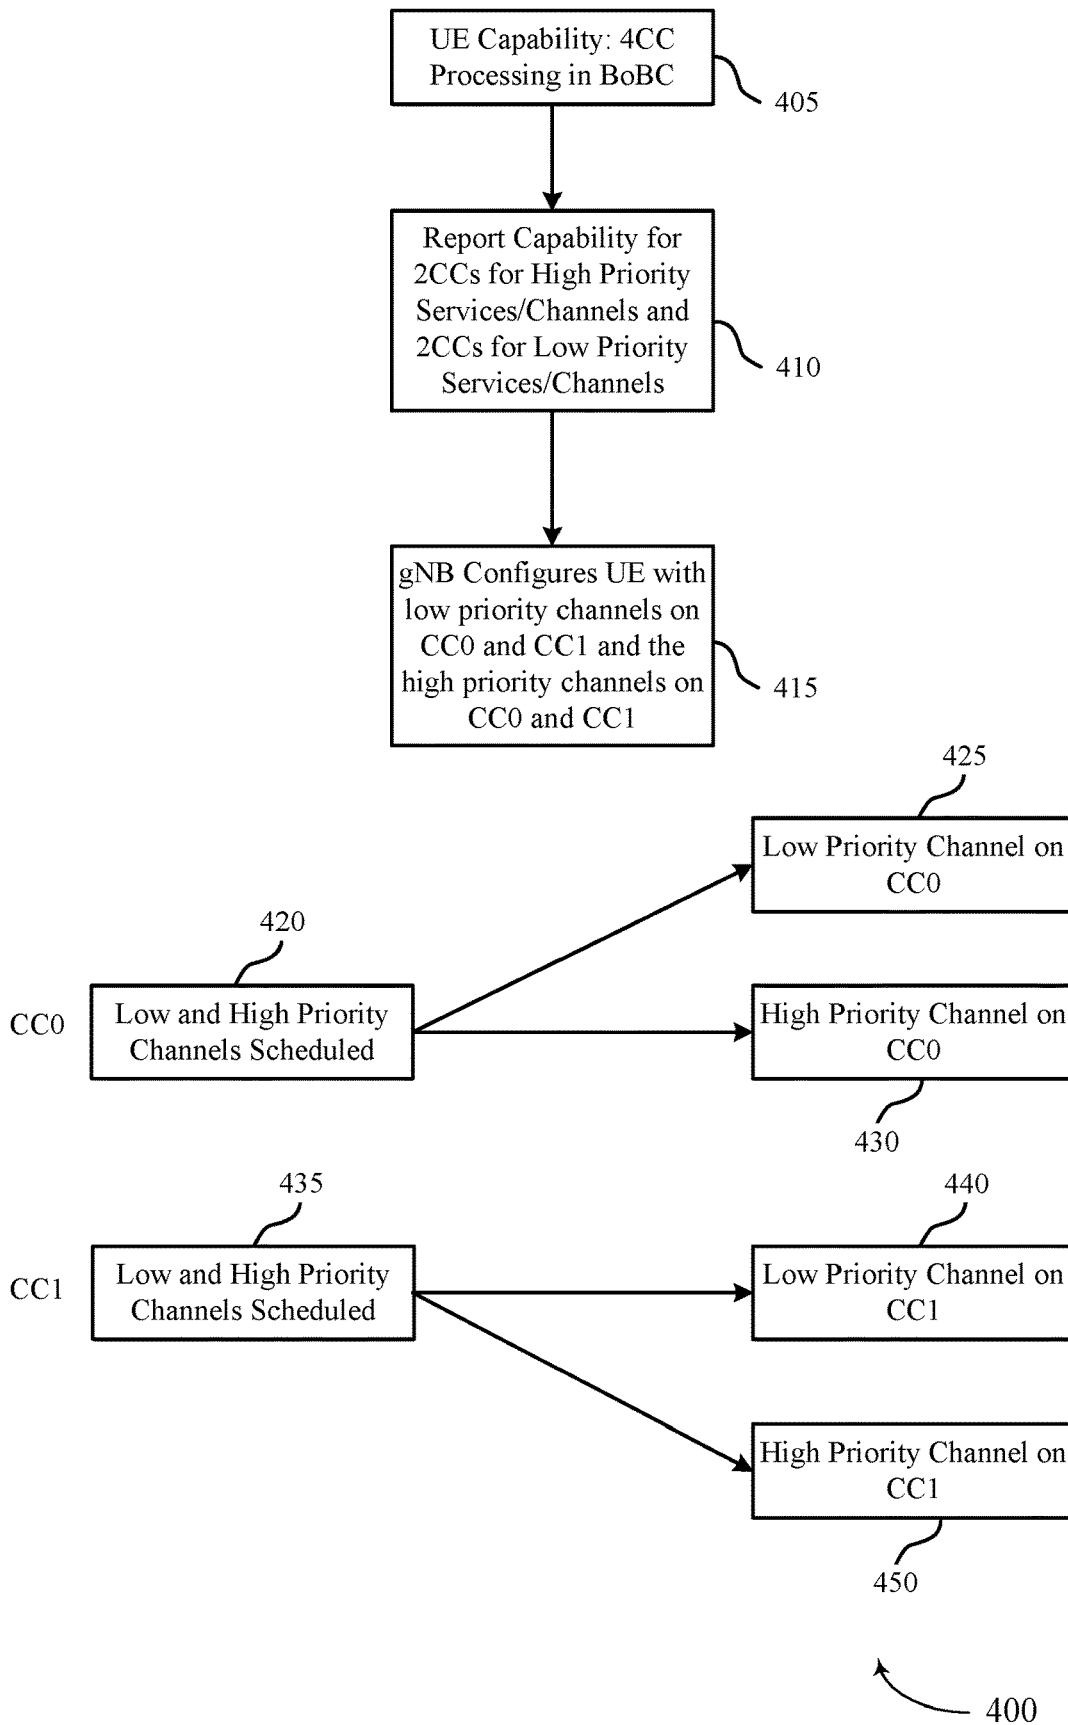 UE Capability: 4CC
Processing in BoBC
405
Report Capability for
2CCs for High Priority
Services/Channels and
2CCs for Low Priority
Services/Channels
410
gNB Configures UE with
low priority channels on
CC0 and CC1 and the
high priority channels on
CC0 and CC1
415
425
Low Priority Channel on
CC0
420
CC0
Low and High Priority
Channels Scheduled
High Priority Channel on
CC0
430
435
440
CC1
Low and High Priority
Channels Scheduled
Low Priority Channel on
CC1
High Priority Channel on
CC1
450
400